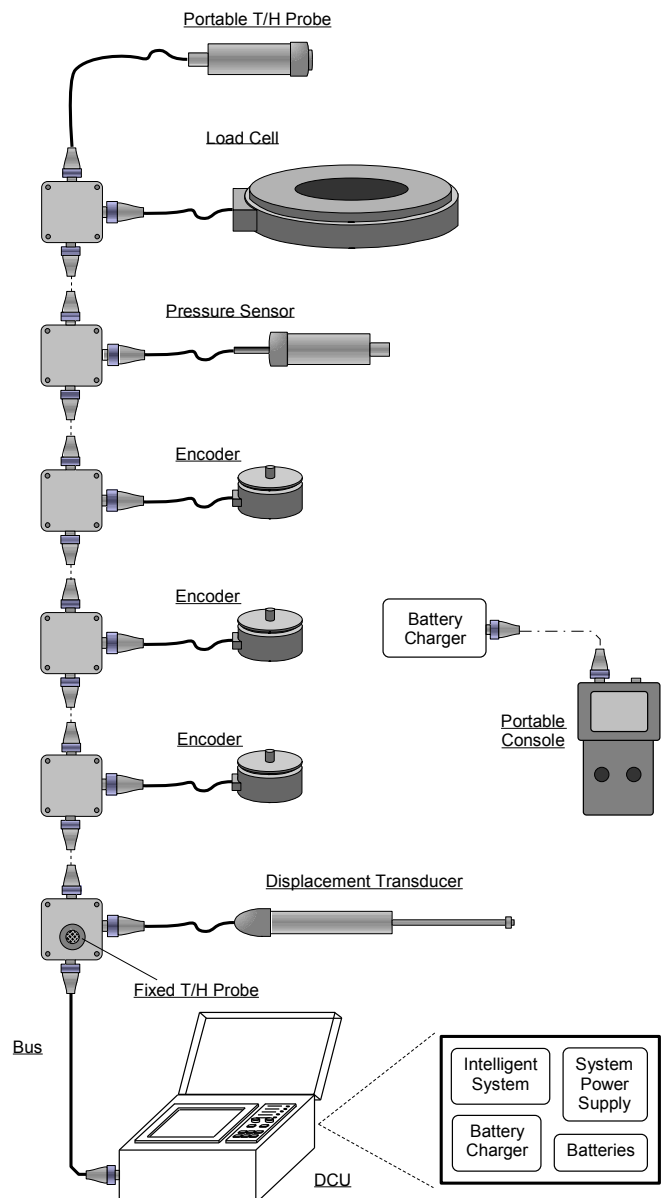 Portable T/H Probe
Load Cell
Pressure Sensor
Encoder
Encoder
Battery
Charger
Portable
Console
Encoder
Displacement Transducer
Fixed T/H Probe
Bus
DCU
Intelligent
System
System
Power
Supply
Battery
Charger
Batteries